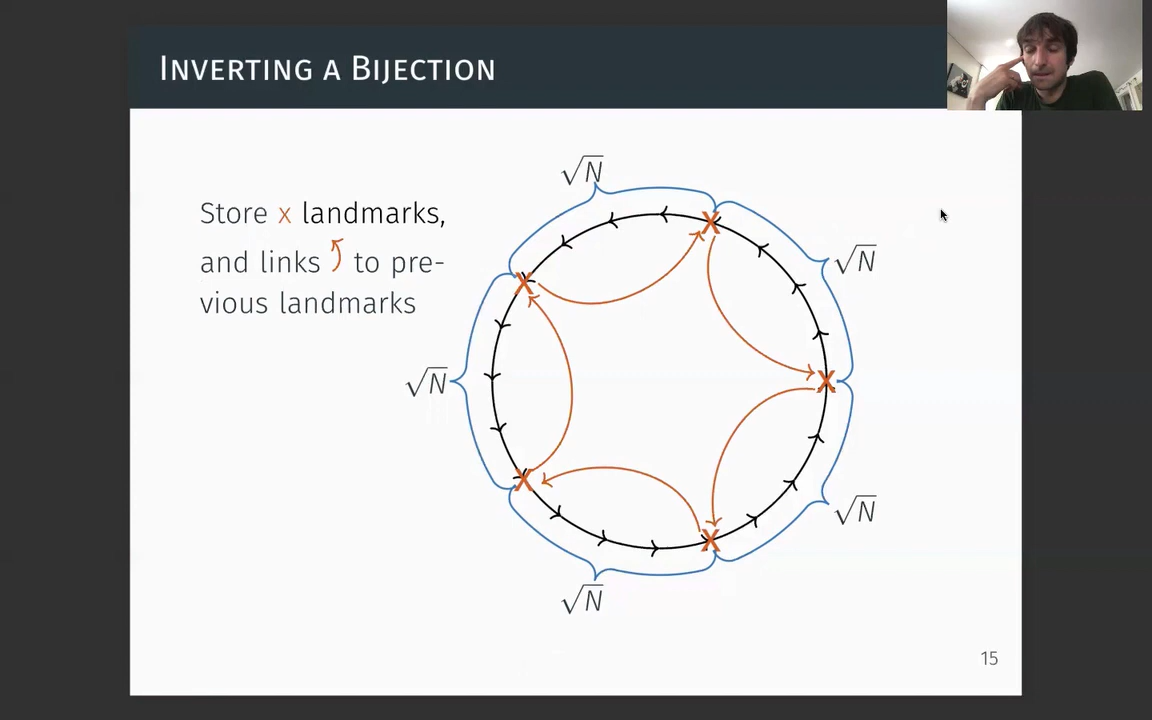 INVERTING A BIJECTION
Store x landmarks,
and links to pre-
vious landmarks
√N
√N
√N
√N
√N
X
X
X
X
X
15